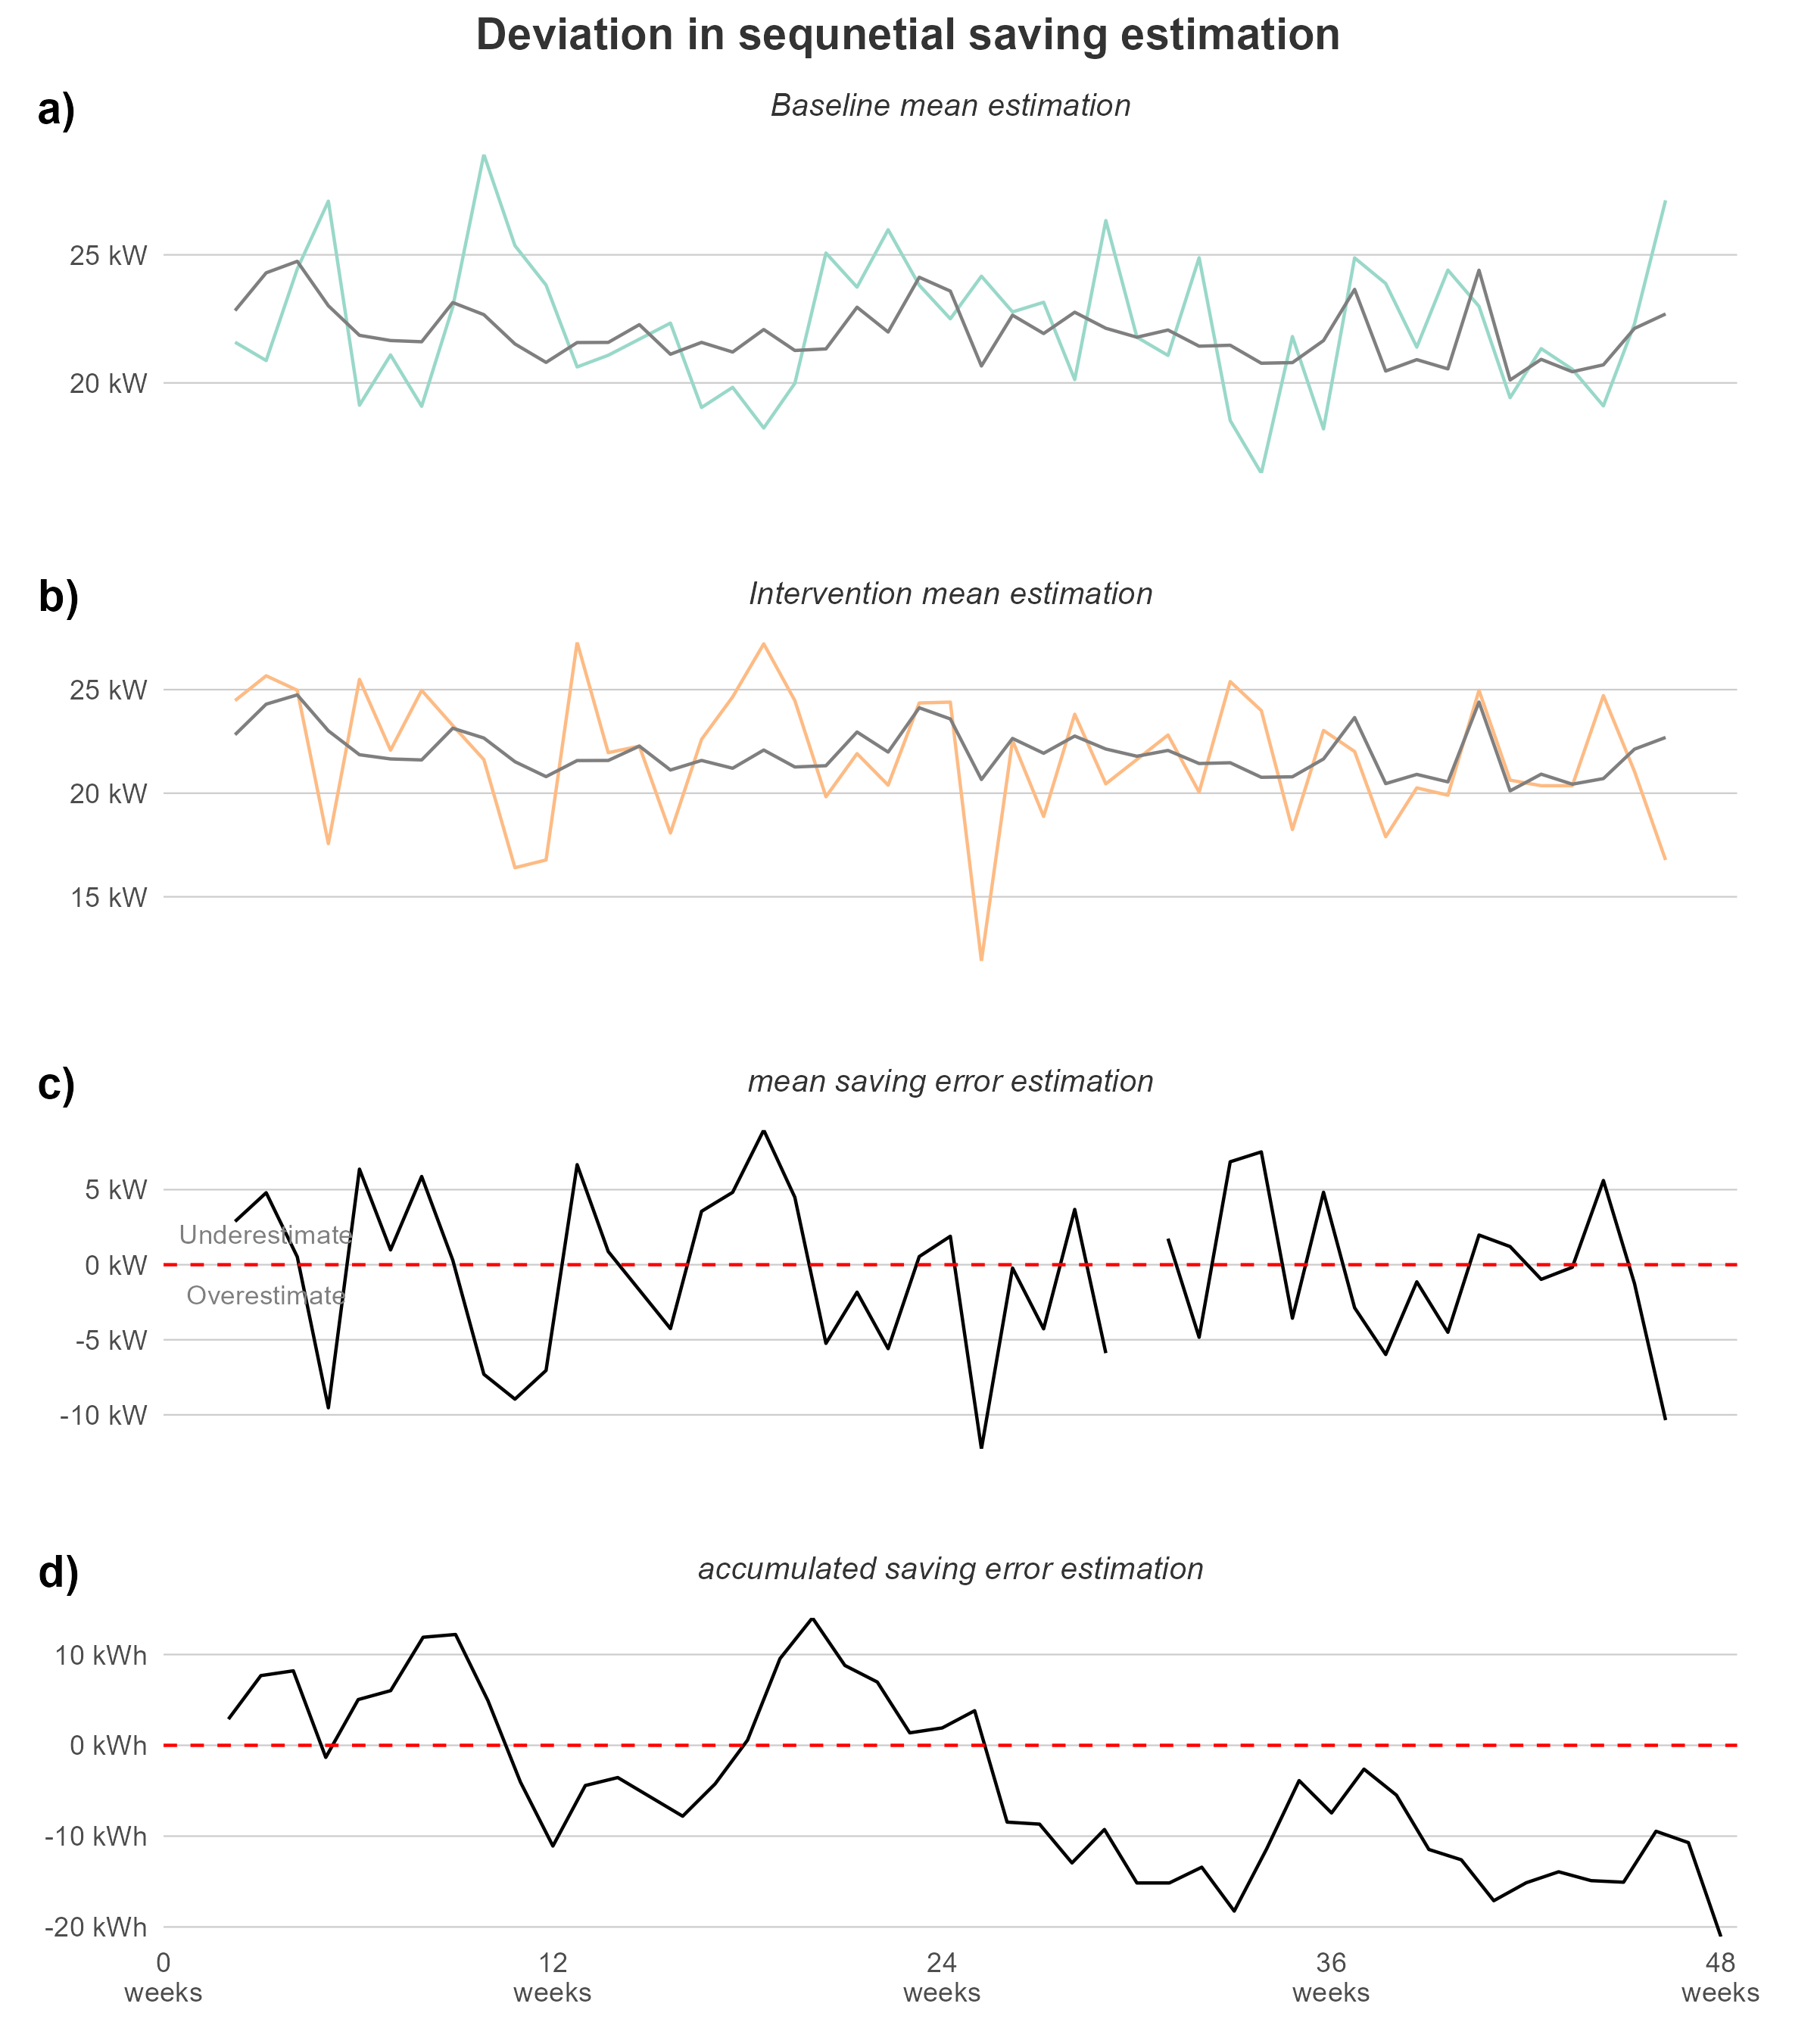 Deviation in sequnetial saving estimation
a)
Baseline mean estimation
25 kW
20 kW
b)
Intervention mean estimation
25 kW
20 kW
15 kW
c)
mean saving error estimation
5 kW
Underestimate
0 kW
Overestimate
-5 kW
-10 kW
d)
accumulated saving error estimation
10 kWh
0 kWh
-10 kWh
-20 kWh
0 12 24 36 48
weeks weeks weeks weeks weeks